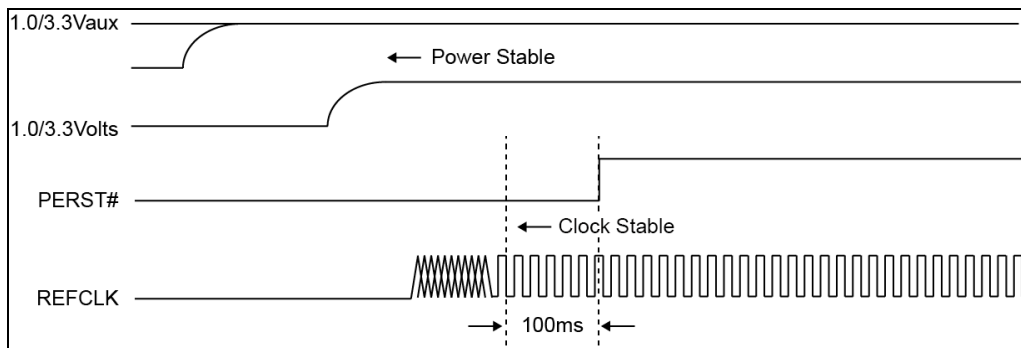 1.0/3.3Vaux
Power Stable
1.0/3.3Volts
PERST#
Clock Stable
REFCLK
100ms